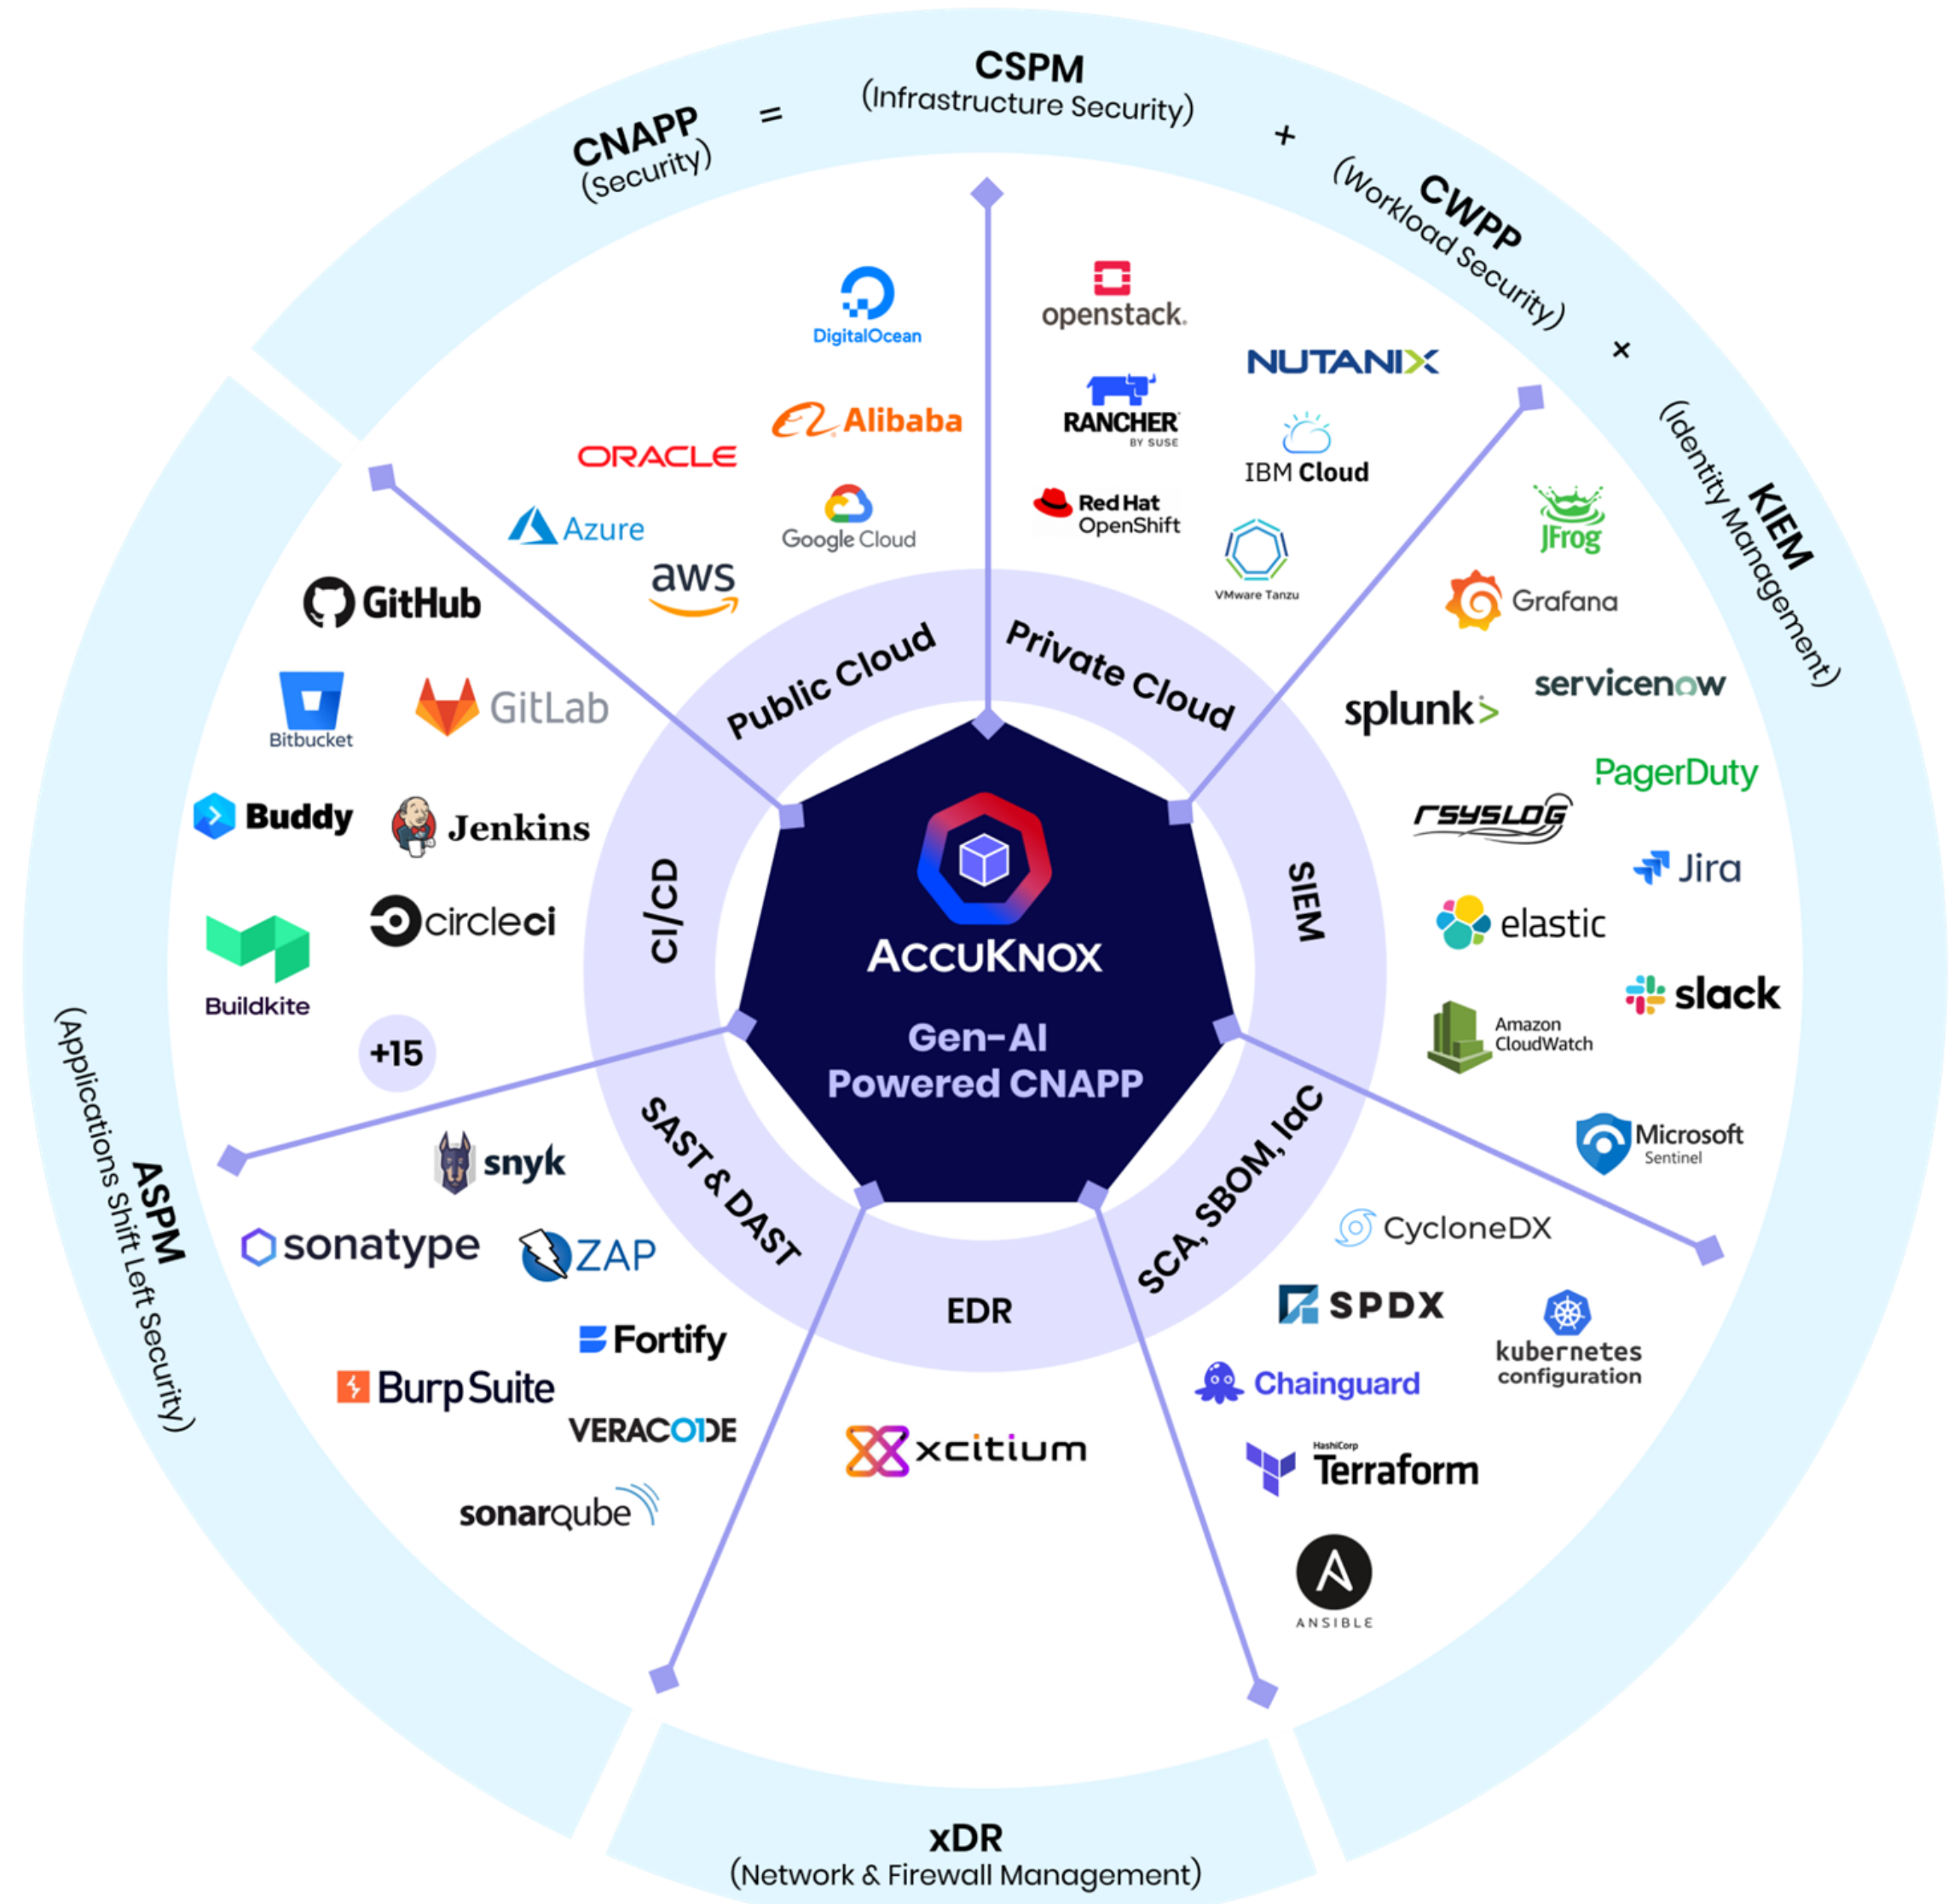 CNAPP
(Security)
=
CSPM
(Infrastructure Security)
+
CWPP
(Workload Security)
×
KIEM
(Identity Management)
ASPM
(Applications Shift Left Security)
xDR
(Network & Firewall Management)
Public Cloud
DigitalOcean
Alibaba
ORACLE
Azure
Google Cloud
aws
Private Cloud
openstack.
NUTANIX
RANCHER
BY SUSE
IBM Cloud
Red Hat
OpenShift
VMware Tanzu
SIEM
JFrog
Grafana
servicenow
splunk>
PagerDuty
rsyslog
Jira
elastic
slack
Amazon
CloudWatch
Microsoft
Sentinel
SCA, SBOM, IaC
CycloneDX
SPDX
kubernetes
configuration
Chainguard
HashiCorp
Terraform
ANSIBLE
EDR
xcitium
SAST & DAST
snyk
sonatype
ZAP
Fortify
Burp Suite
VERACODE
sonarqube
CI/CD
GitHub
Bitbucket
GitLab
Buddy
Jenkins
circleci
Buildkite
+15
ACCUKNOX
Gen-AI
Powered CNAPP